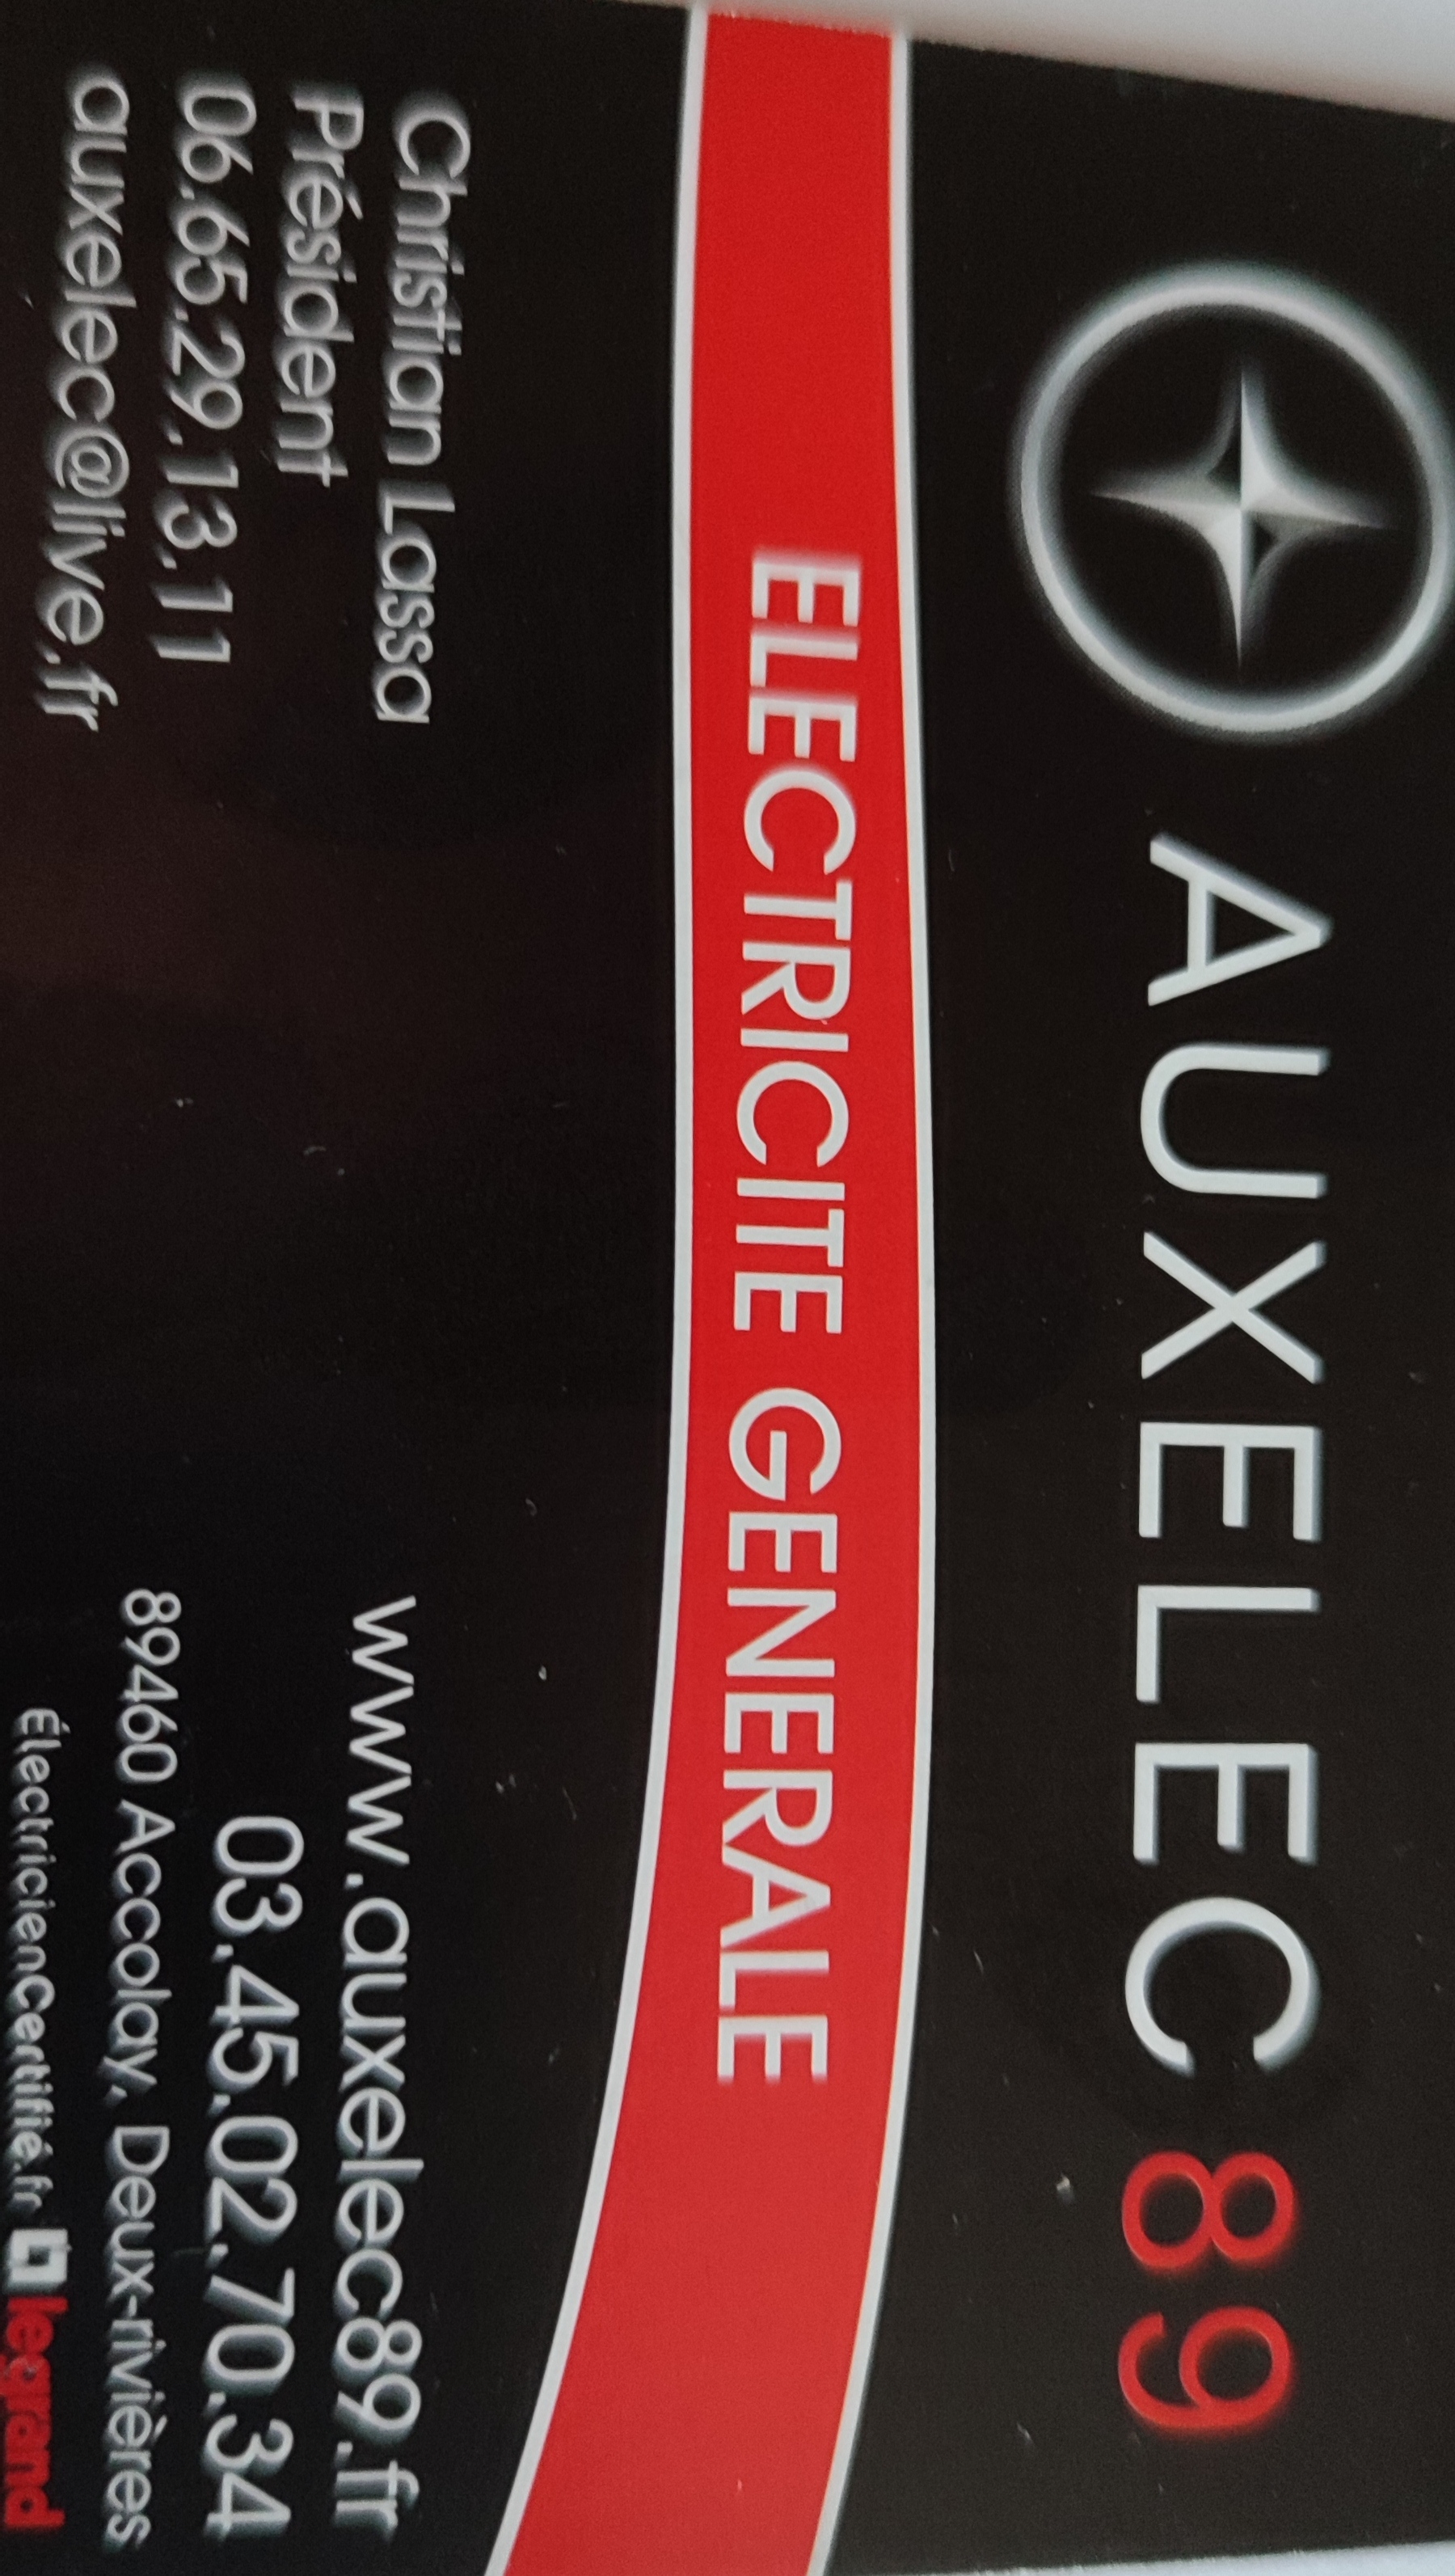 AUXELEC 89
ELECTRICITE GENERALE
Christian Lassa
Président
06.65.29.13.11
auxelec@live.fr
www.auxelec89.fr
03.45.02.70.34
89460 Accolay, Deux-rivières
ÉlectricienCertifié.fr legrand